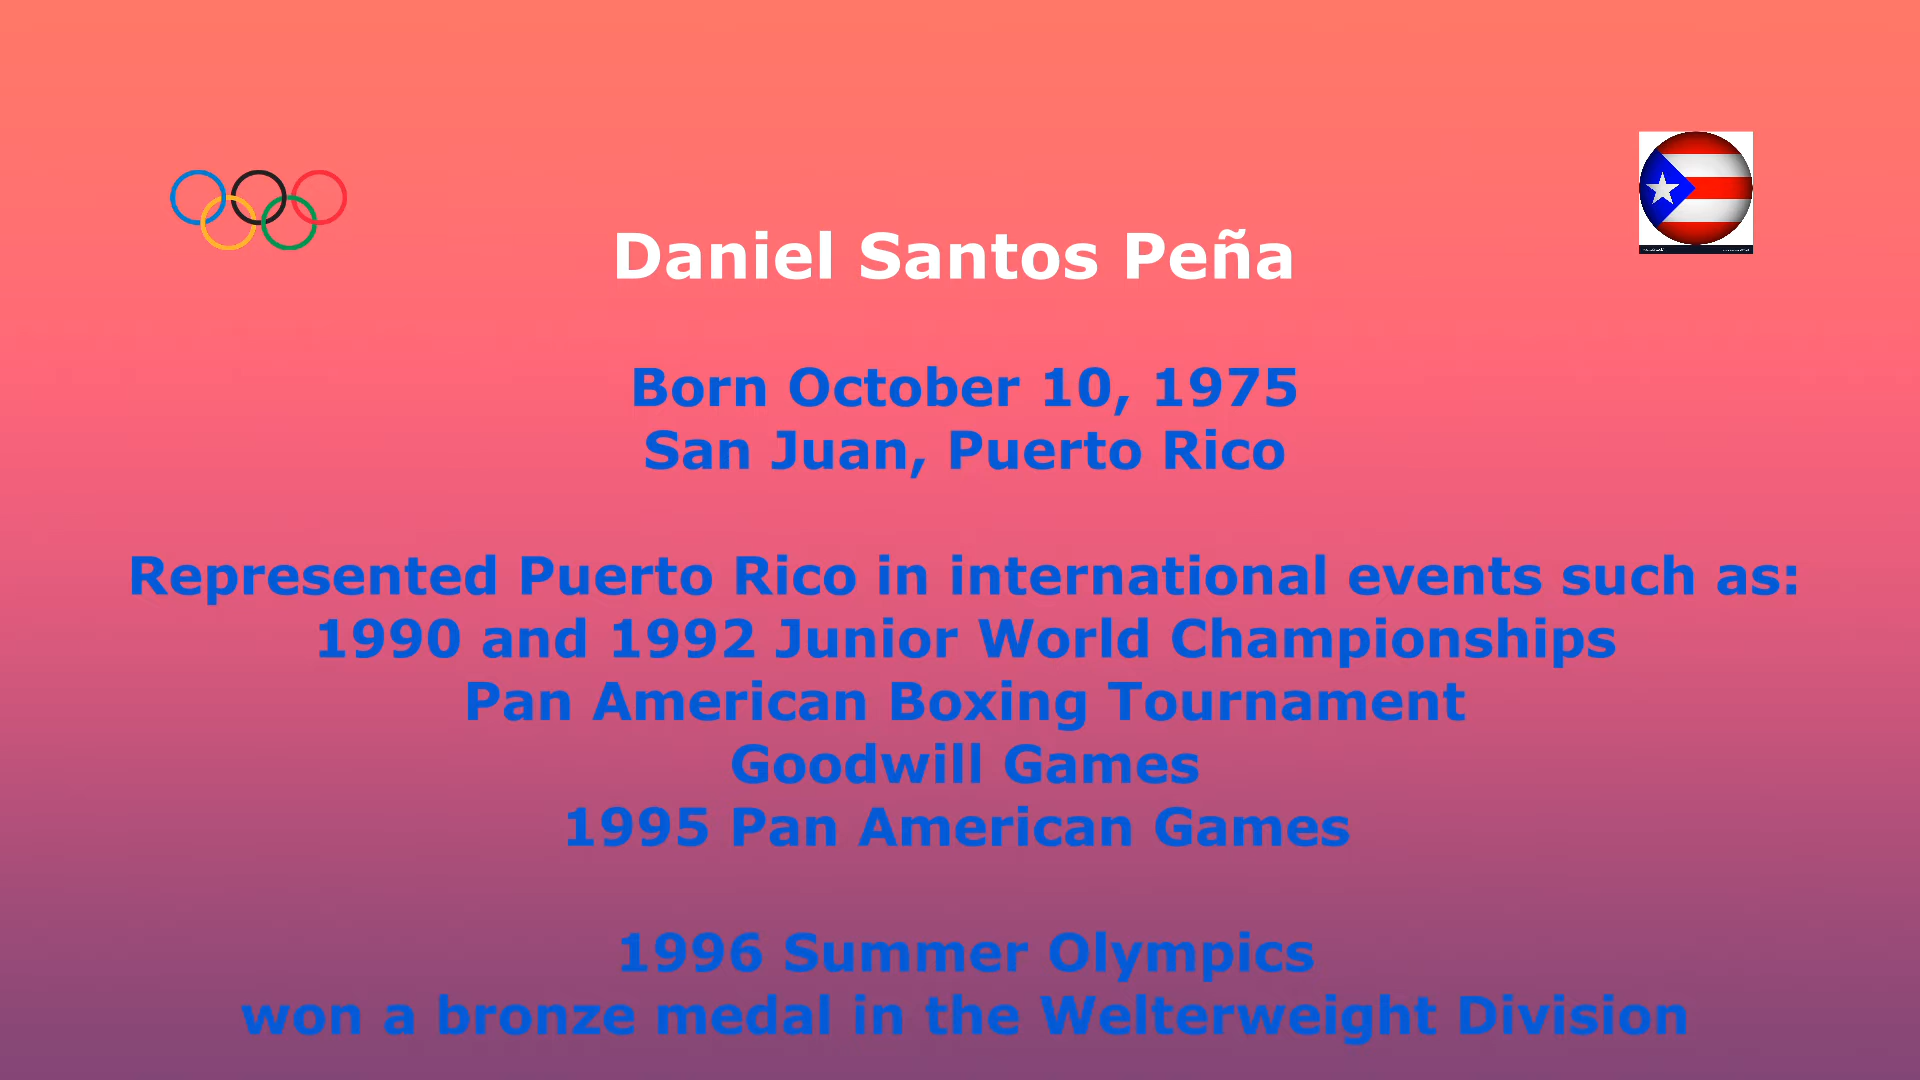 Daniel Santos Peña
Born October 10, 1975
San Juan, Puerto Rico
Represented Puerto Rico in international events such as:
1990 and 1992 Junior World Championships
Pan American Boxing Tournament
Goodwill Games
1995 Pan American Games
1996 Summer Olympics
won a bronze medal in the Welterweight Division